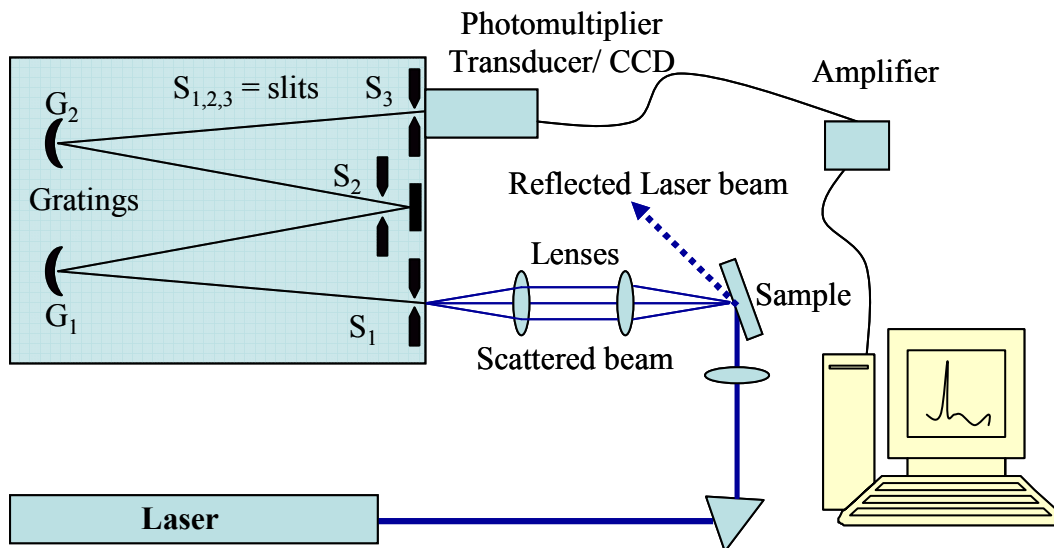 Photomultiplier
Transducer/ CCD
Amplifier
S1,2,3 = slits
S3
G2
S2
Gratings
Reflected Laser beam
Lenses
Sample
G1
S1
Scattered beam
Laser